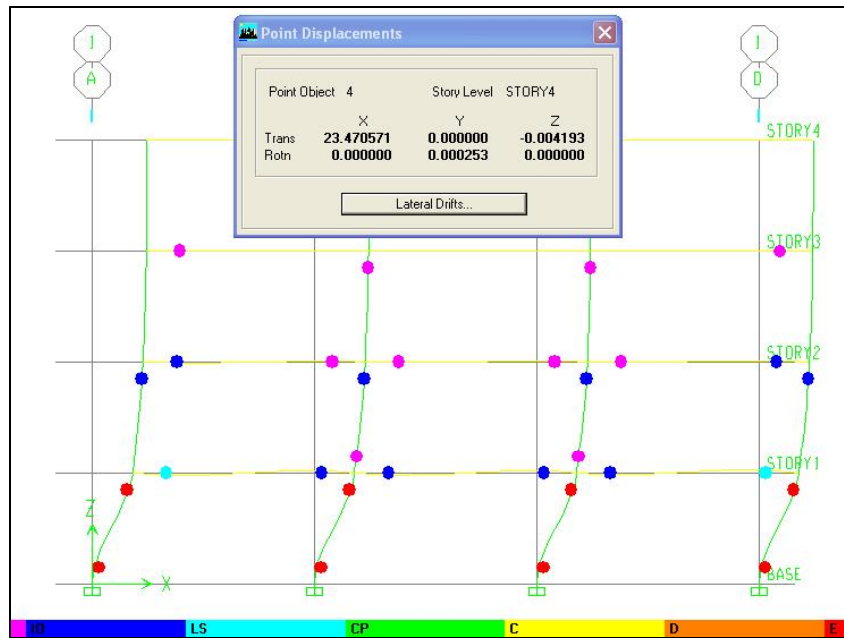 1
1
Point Displacements
A
D
Point Object 4 Story Level STORY4
X Y Z
Trans 23.470571 0.000000 -0.004193
Rotn 0.000000 0.000253 0.000000
Lateral Drifts...
STORY4
STORY3
STORY2
STORY1
Z
X
BASE
IO LS CP C D E